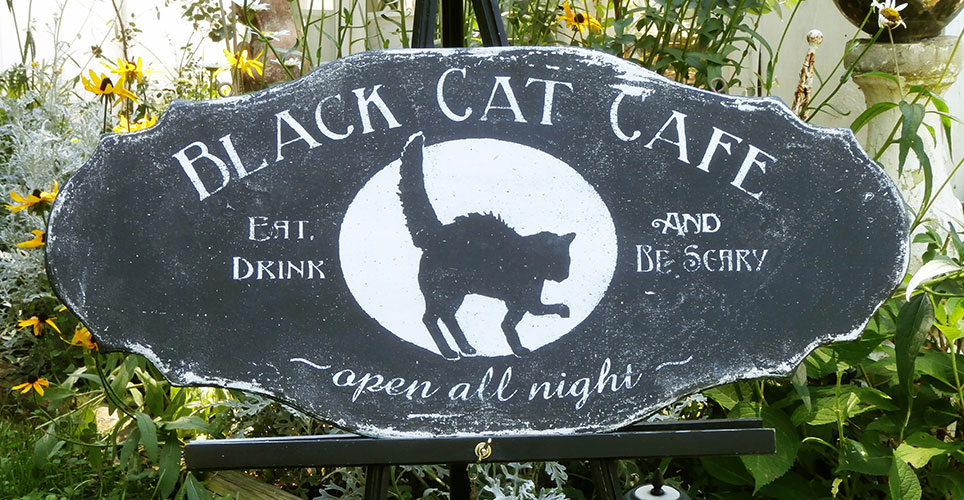 BLACK CAT CAFE
EAT,
DRINK
AND
BE SCARY
open all night